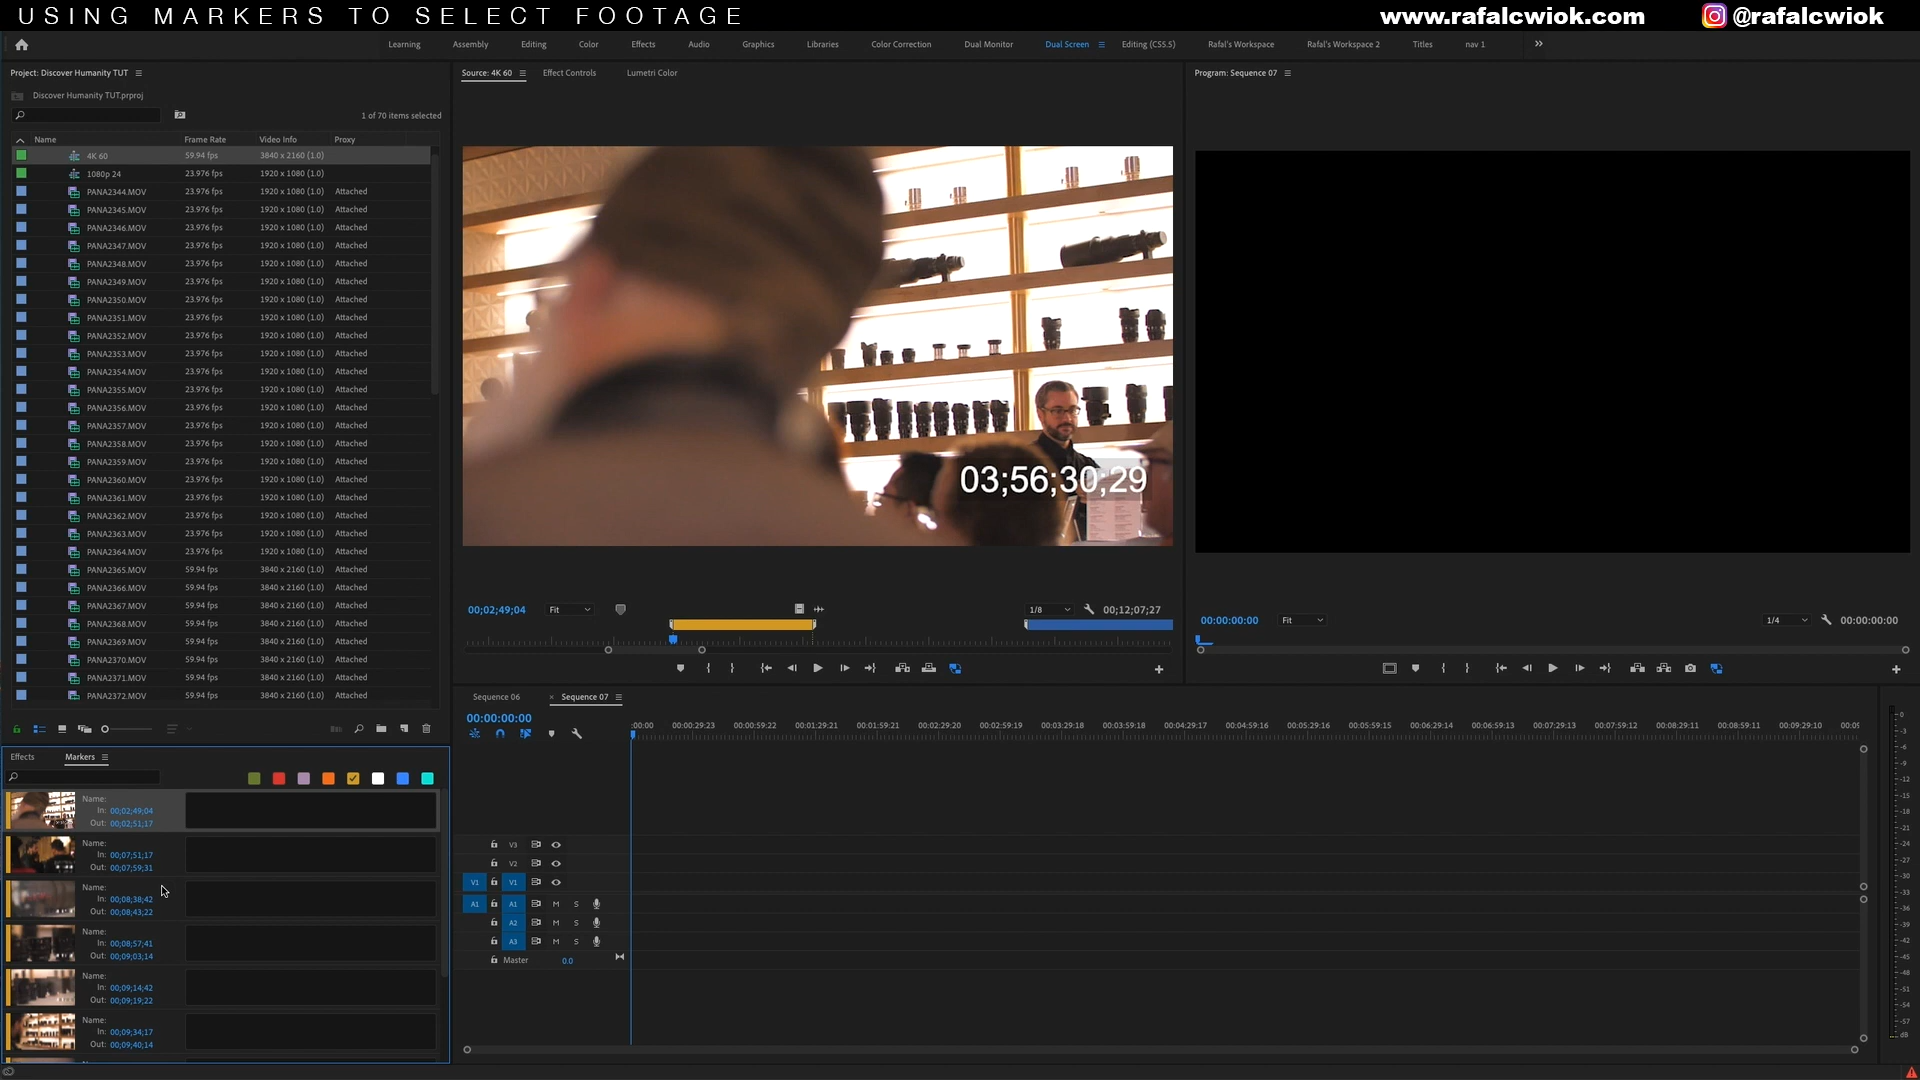 USING MARKERS TO SELECT FOOTAGE
www.rafalcwiok.com @rafalcwiok
Learning Assembly Editing Color Effects Audio Graphics Libraries Color Correction Dual Monitor Dual Screen Editing (CS5.5) Rafal's Workspace Rafal's Workspace 2 Titles nav 1 »
Project: Discover Humanity TUT
Discover Humanity TUT.prproj
1 of 70 items selected
Name Frame Rate Video Info Proxy
4K 60 59.94 fps 3840 x 2160 (1.0)
1080p 24 23.976 fps 1920 x 1080 (1.0)
PANA2344.MOV 23.976 fps 1920 x 1080 (1.0) Attached
PANA2345.MOV 23.976 fps 1920 x 1080 (1.0) Attached
PANA2346.MOV 23.976 fps 1920 x 1080 (1.0) Attached
PANA2347.MOV 23.976 fps 1920 x 1080 (1.0) Attached
PANA2348.MOV 23.976 fps 1920 x 1080 (1.0) Attached
PANA2349.MOV 23.976 fps 1920 x 1080 (1.0) Attached
PANA2350.MOV 23.976 fps 1920 x 1080 (1.0) Attached
PANA2351.MOV 23.976 fps 1920 x 1080 (1.0) Attached
PANA2352.MOV 23.976 fps 1920 x 1080 (1.0) Attached
PANA2353.MOV 23.976 fps 1920 x 1080 (1.0) Attached
PANA2354.MOV 23.976 fps 1920 x 1080 (1.0) Attached
PANA2355.MOV 23.976 fps 1920 x 1080 (1.0) Attached
PANA2356.MOV 23.976 fps 1920 x 1080 (1.0) Attached
PANA2357.MOV 23.976 fps 1920 x 1080 (1.0) Attached
PANA2358.MOV 23.976 fps 1920 x 1080 (1.0) Attached
PANA2359.MOV 23.976 fps 1920 x 1080 (1.0) Attached
PANA2360.MOV 23.976 fps 1920 x 1080 (1.0) Attached
PANA2361.MOV 23.976 fps 1920 x 1080 (1.0) Attached
PANA2362.MOV 23.976 fps 1920 x 1080 (1.0) Attached
PANA2363.MOV 23.976 fps 1920 x 1080 (1.0) Attached
PANA2364.MOV 23.976 fps 1920 x 1080 (1.0) Attached
PANA2365.MOV 59.94 fps 3840 x 2160 (1.0) Attached
PANA2366.MOV 59.94 fps 3840 x 2160 (1.0) Attached
PANA2367.MOV 59.94 fps 3840 x 2160 (1.0) Attached
PANA2368.MOV 59.94 fps 3840 x 2160 (1.0) Attached
PANA2369.MOV 59.94 fps 3840 x 2160 (1.0) Attached
PANA2370.MOV 59.94 fps 3840 x 2160 (1.0) Attached
PANA2371.MOV 59.94 fps 3840 x 2160 (1.0) Attached
PANA2372.MOV 59.94 fps 3840 x 2160 (1.0) Attached
Source: 4K 60 Effect Controls Lumetri Color
03;56;30;29
00;02;49;04 Fit 1/8 00;12;07;27
Program: Sequence 07
00:00:00:00 Fit 1/4 00:00:00:00
Effects Markers
Name:
In: 00;02;49;04
Out: 00;02;51;17
Name:
In: 00;07;51;17
Out: 00;07;59;31
Name:
In: 00;08;38;42
Out: 00;08;43;22
Name:
In: 00;08;57;41
Out: 00;09;03;14
Name:
In: 00;09;14;42
Out: 00;09;19;22
Name:
In: 00;09;34;17
Out: 00;09;40;14
Sequence 06 × Sequence 07
00:00:00:00
:00:00 00:00:29:23 00:00:59:22 00:01:29:21 00:01:59:21 00:02:29:20 00:02:59:19 00:03:29:18 00:03:59:18 00:04:29:17 00:04:59:16 00:05:29:16 00:05:59:15 00:06:29:14 00:06:59:13 00:07:29:13 00:07:59:12 00:08:29:11 00:08:59:11 00:09:29:10 00:09
V3
V2
V1 V1
A1 A1 M S
A2 M S
A3 M S
Master 0.0
0
-3
-6
-9
-12
-15
-18
-21
-24
-27
-30
-33
-36
-39
-42
-45
-48
-51
-54
-57
dB